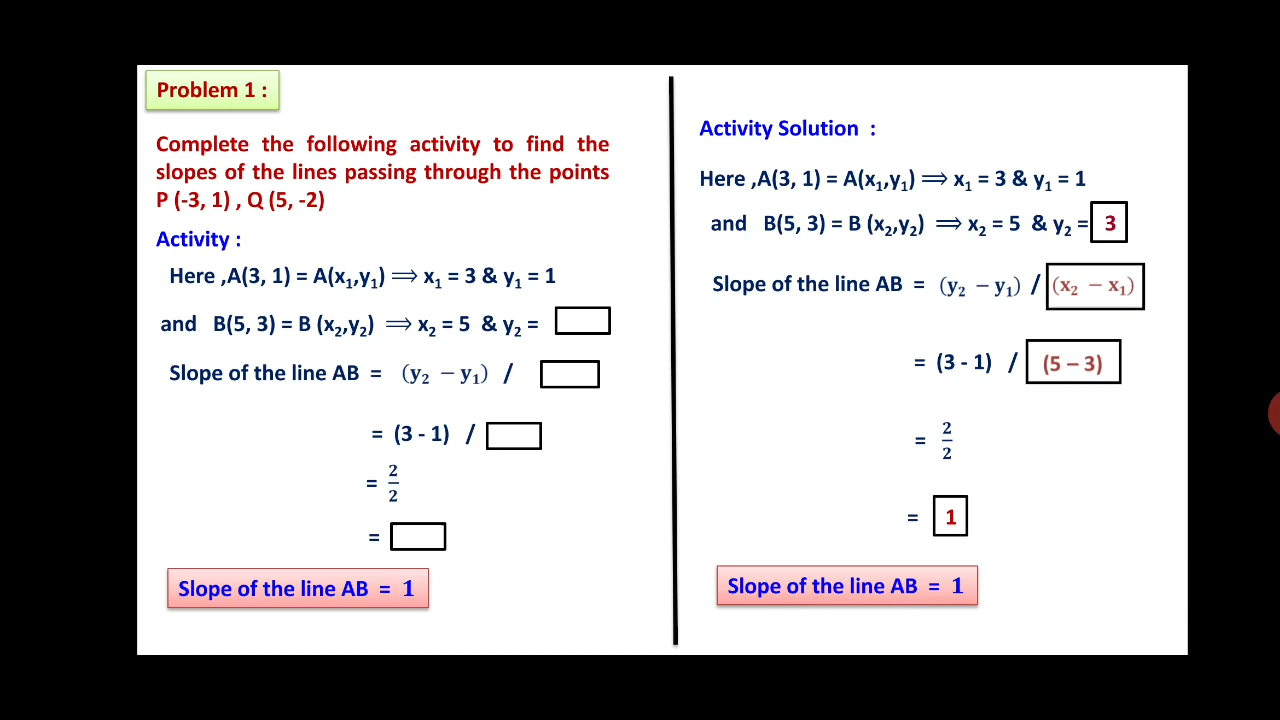 Problem 1 :
Complete the following activity to find the
slopes of the lines passing through the points
P (-3, 1) , Q (5, -2)
Activity :
Here ,A(3, 1) = A(x₁,y₁) ⟹ x₁ = 3 & y₁ = 1
and B(5, 3) = B (x₂,y₂) ⟹ x₂ = 5 & y₂ =
Slope of the line AB = (y₂ − y₁) /
= (3 - 1) /
= 2/2
=
Slope of the line AB = 1
Activity Solution :
Here ,A(3, 1) = A(x₁,y₁) ⟹ x₁ = 3 & y₁ = 1
and B(5, 3) = B (x₂,y₂) ⟹ x₂ = 5 & y₂ = 3
Slope of the line AB = (y₂ − y₁) / (x₂ − x₁)
= (3 - 1) / (5 – 3)
= 2/2
= 1
Slope of the line AB = 1